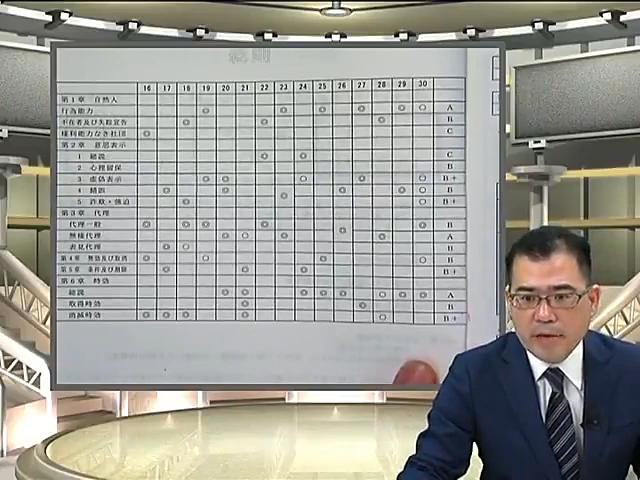 総則
16 17 18 19 20 21 22 23 24 25 26 27 28 29 30
第1章 自然人
行為能力 ◎ ◎ ◎ ◎ ◎ ○ A
不在者及び失踪宣告 ◎ ◎ ◎ B
権利能力なき社団 ◎ C
第2章 意思表示
1 総説 ◎ ◎ C
2 心裡留保 B
3 虚偽表示 ◎ ◎ ○ ◎ ○ B+
4 錯誤 ◎ ◎ ◎ ◎ ○ B
5 詐欺・強迫 ◎ ◎ ○ B+
第3章 代理
代理一般 ◎ ◎ ◎ ◎ ◎ ○ B
無権代理 ◎ ○ ◎ ◎ A
表見代理 ◎ ○ B
第4章 無効及び取消 ◎ ○ ◎ ○ B
第5章 条件及び期限 ◎ ◎ ◎ B+
第6章 時効
総説 ◎ ◎ ◎ ◎ ◎ ○ ◎ ○ A
取得時効 ◎ ◎ B
消滅時効 ◎ ◎ ◎ ◎ ○ B+